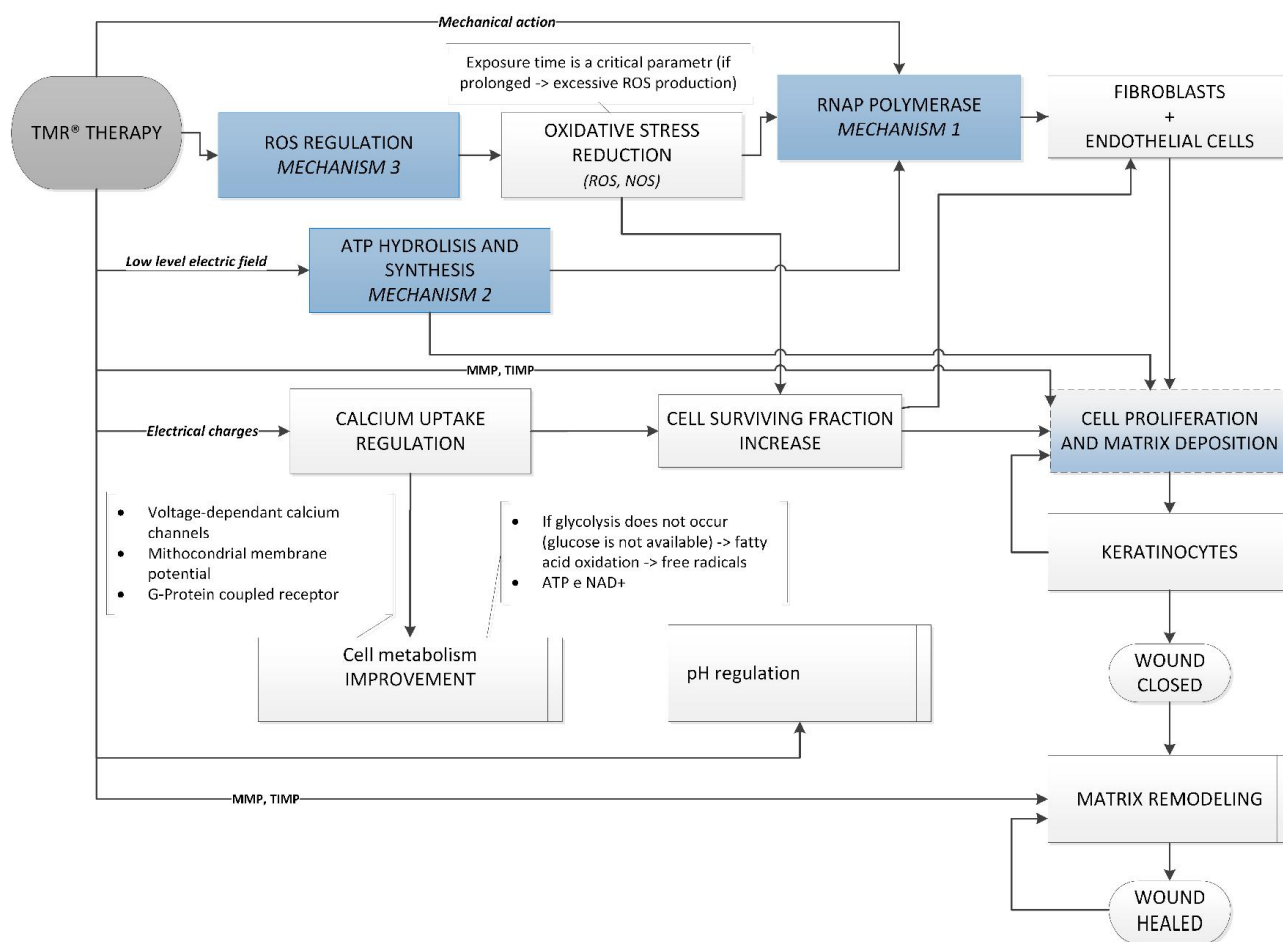 Mechanical action
Exposure time is a critical parametr (if
prolonged -> excessive ROS production)
TMR® THERAPY
ROS REGULATION
MECHANISM 3
OXIDATIVE STRESS
REDUCTION
(ROS, NOS)
RNAP POLYMERASE
MECHANISM 1
FIBROBLASTS
+
ENDOTHELIAL CELLS
Low level electric field
ATP HYDROLISIS AND
SYNTHESIS
MECHANISM 2
MMP, TIMP
Electrical charges
CALCIUM UPTAKE
REGULATION
CELL SURVIVING FRACTION
INCREASE
CELL PROLIFERATION
AND MATRIX DEPOSITION
• Voltage-dependant calcium
channels
• Mithocondrial membrane
potential
• G-Protein coupled receptor
• If glycolysis does not occur
(glucose is not available) -> fatty
acid oxidation -> free radicals
• ATP e NAD+
KERATINOCYTES
Cell metabolism
IMPROVEMENT
pH regulation
WOUND
CLOSED
MMP, TIMP
MATRIX REMODELING
WOUND
HEALED